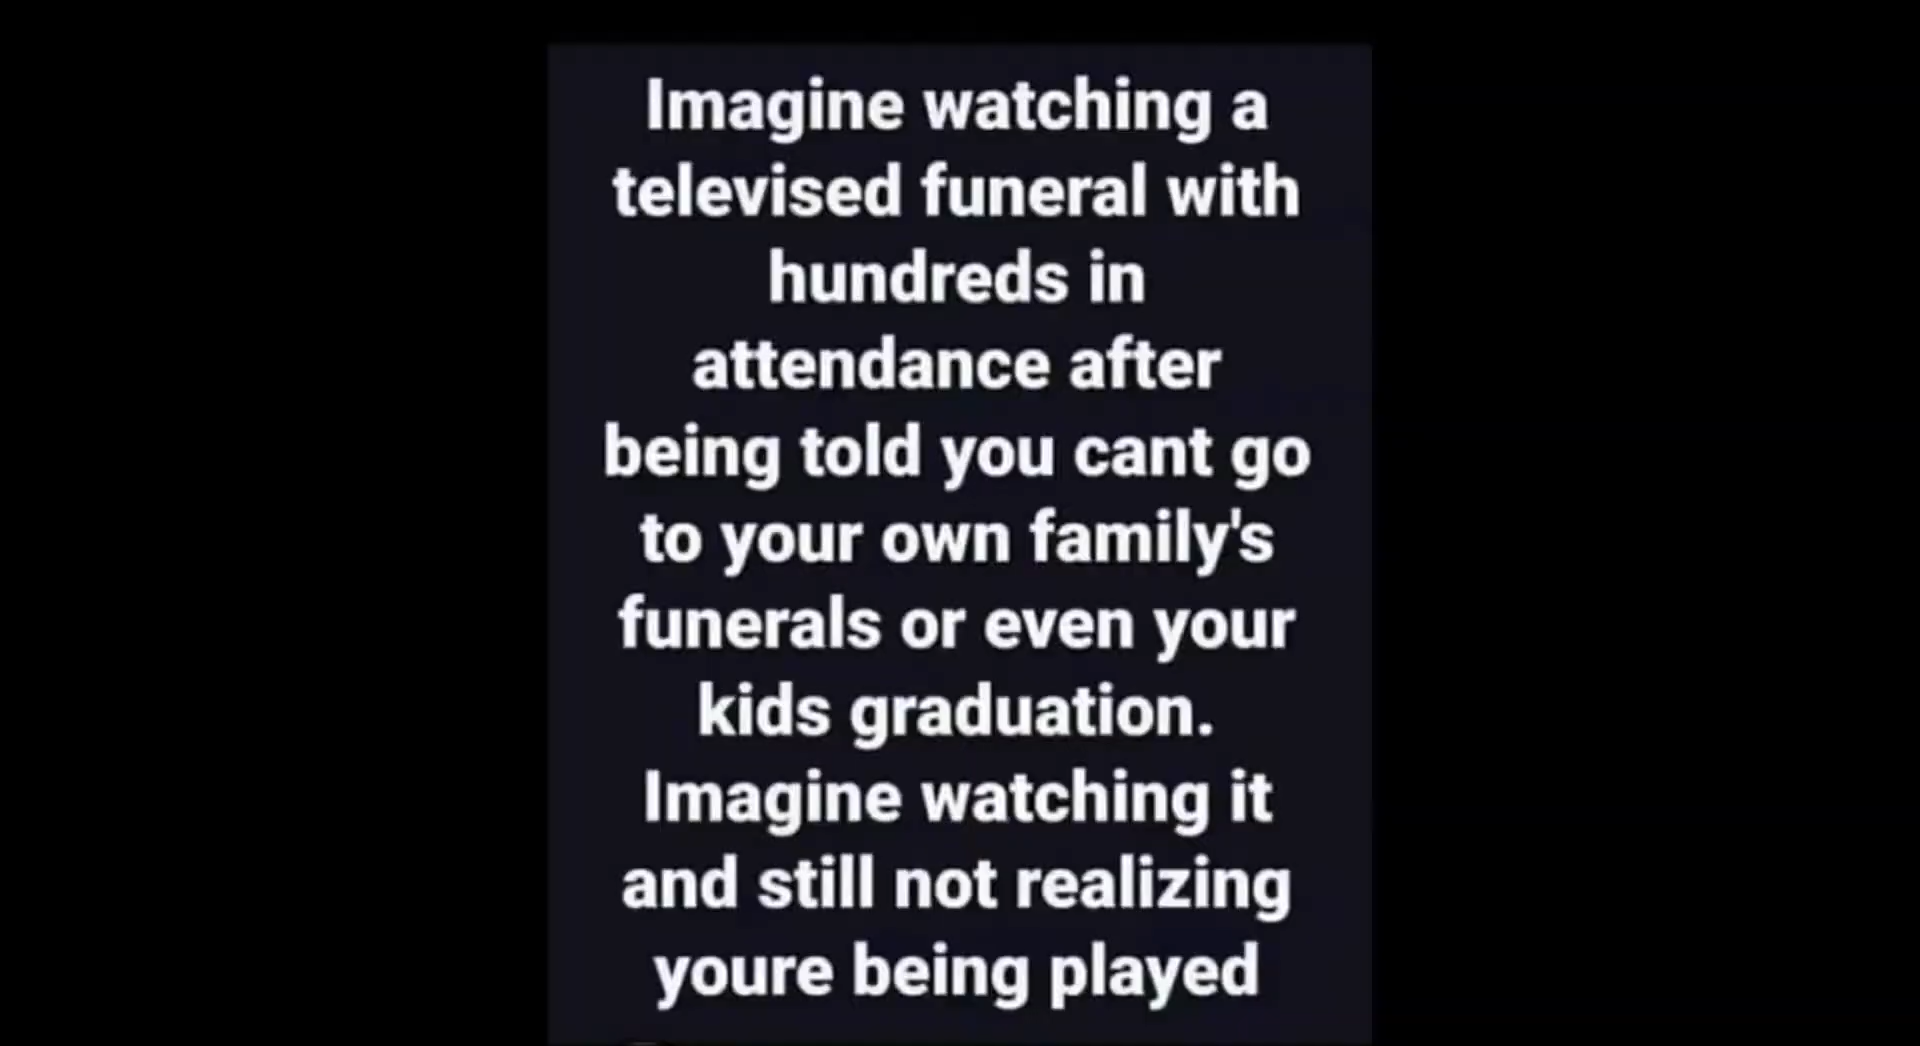 Imagine watching a
televised funeral with
hundreds in
attendance after
being told you cant go
to your own family's
funerals or even your
kids graduation.
Imagine watching it
and still not realizing
youre being played